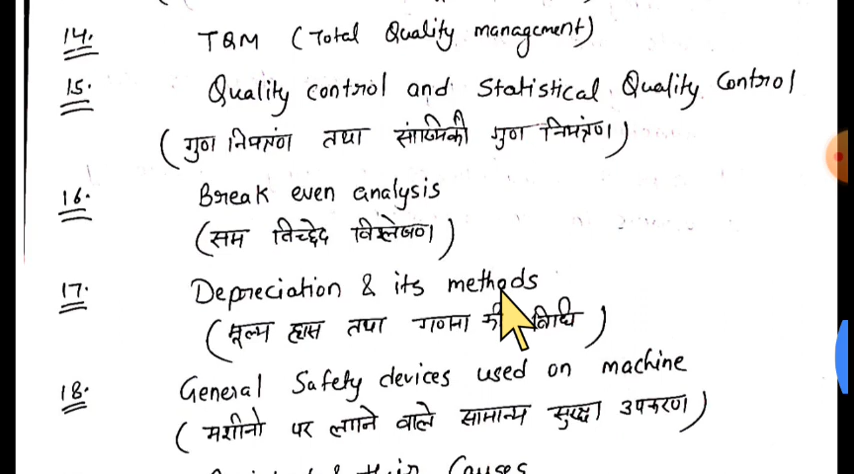 14. TQM (Total Quality management)
15. Quality control and Statistical Quality Control
(गुण नियंत्रण तथा सांख्यिकी गुण नियंत्रण)
16. Break even analysis
(सम विच्छेद विश्लेषण)
17. Depreciation & its methods
(मूल्य ह्रास तथा गणना की विधि)
18. General Safety devices used on machine
(मशीनो पर लगने वाले सामान्य सुरक्षा उपकरण)
Causes